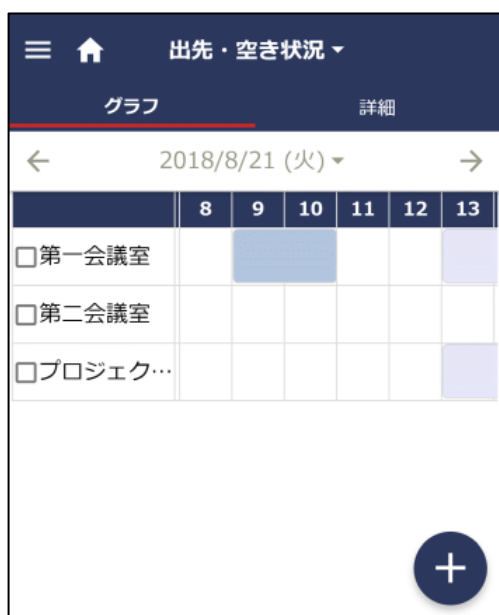 出先・空き状況
グラフ 詳細
2018/8/21 (火)
8 9 10 11 12 13
第一会議室
第二会議室
プロジェク…